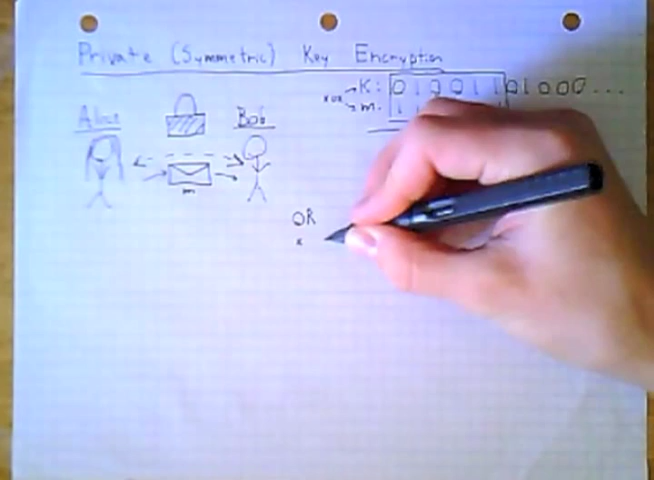 Private (Symmetric) Key Encryption
K: 0 1 0 0 1 1 0 1 0 0 0 ...
xor
m:
Alice
Bob
m
OR
x